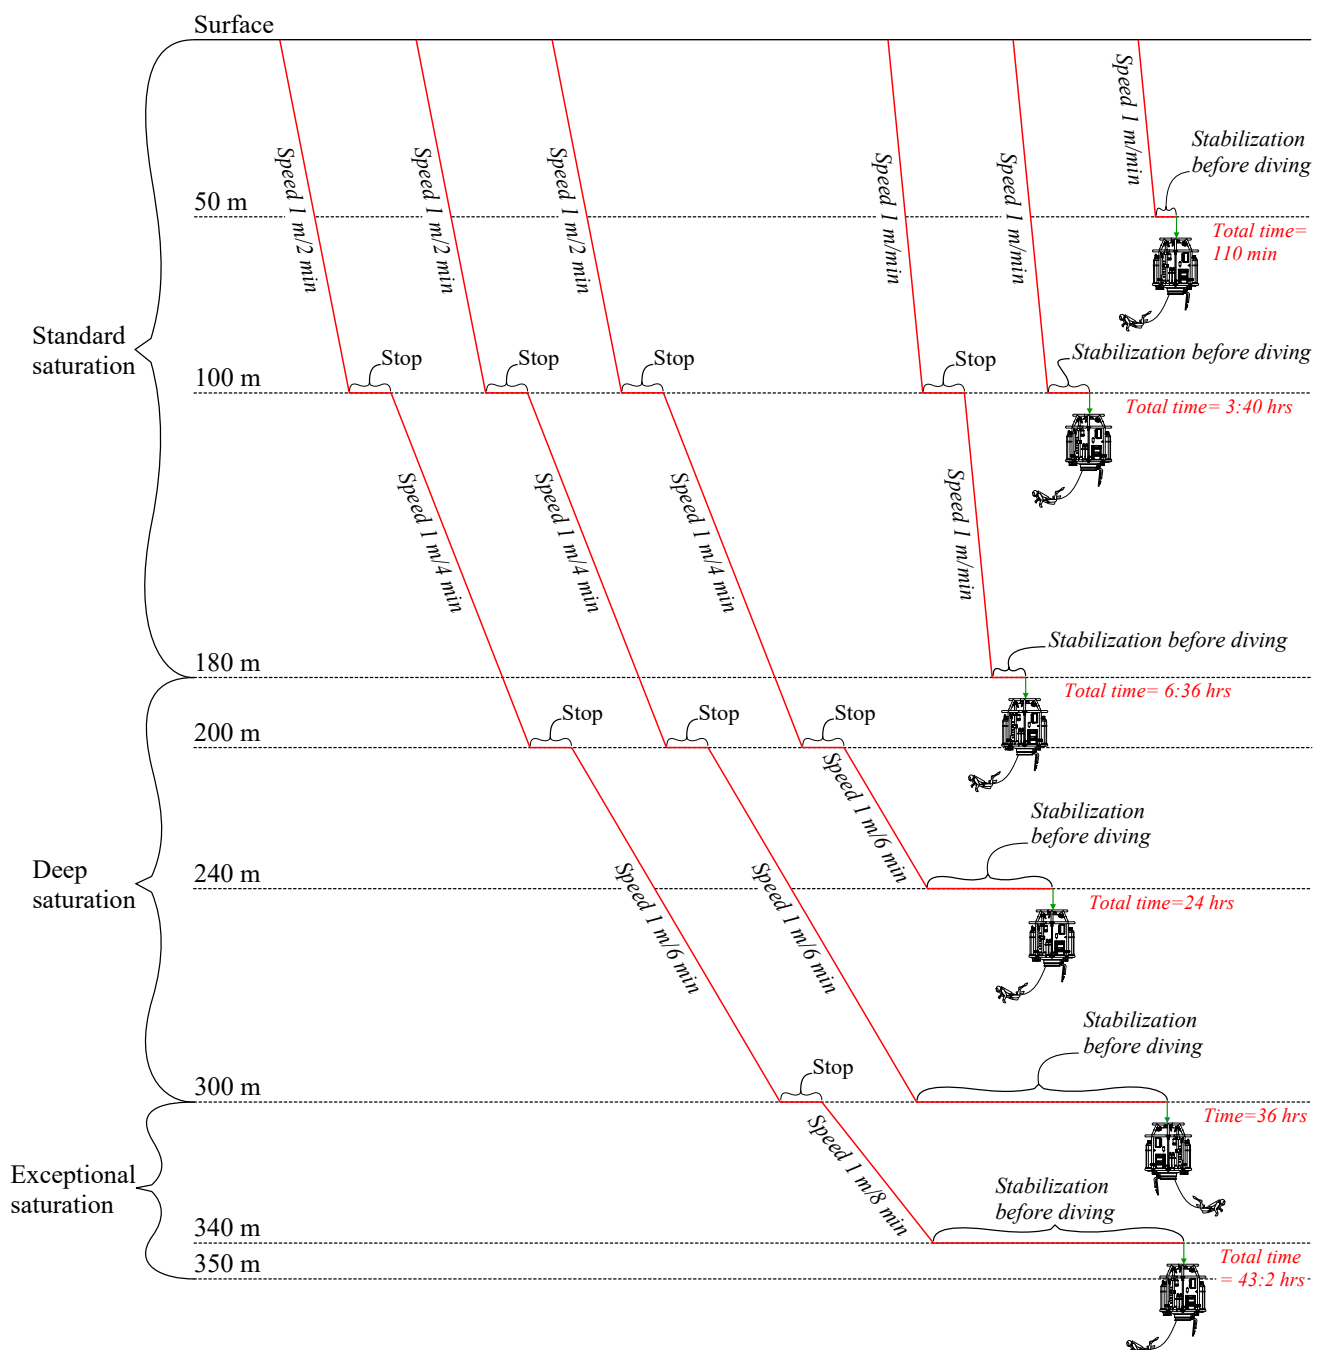 Surface
Speed 1 m/2 min
Speed 1 m/2 min
Speed 1 m/2 min
Speed 1 m/min
Speed 1 m/min
Speed 1 m/min
Stabilization
before diving
50 m
Total time=
110 min
Standard
saturation
Stop
Stop
Stop
Stop
Stabilization before diving
100 m
Total time= 3:40 hrs
Speed 1 m/4 min
Speed 1 m/4 min
Speed 1 m/4 min
Speed 1 m/min
Stabilization before diving
180 m
Total time= 6:36 hrs
Stop
Stop
Stop
200 m
Speed 1 m/6 min
Stabilization
before diving
Deep
saturation
240 m
Total time=24 hrs
Speed 1 m/6 min
Speed 1 m/6 min
Stabilization
before diving
Stop
300 m
Time=36 hrs
Speed 1 m/8 min
Exceptional
saturation
Stabilization
before diving
340 m
Total time
= 43:2 hrs
350 m